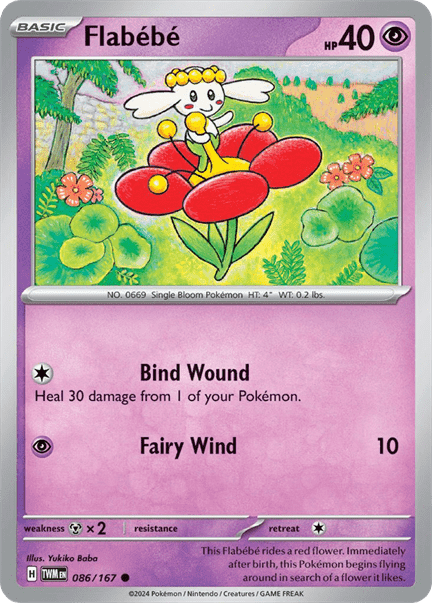 BASIC
Flabébé
HP 40
NO. 0669 Single Bloom Pokémon HT: 4" WT: 0.2 lbs.
Bind Wound
Heal 30 damage from 1 of your Pokémon.
Fairy Wind 10
weakness ×2 resistance retreat
Illus. Yukiko Baba
H TWM EN 086/167
This Flabébé rides a red flower. Immediately
after birth, this Pokémon begins flying
around in search of a flower it likes.
©2024 Pokémon / Nintendo / Creatures / GAME FREAK